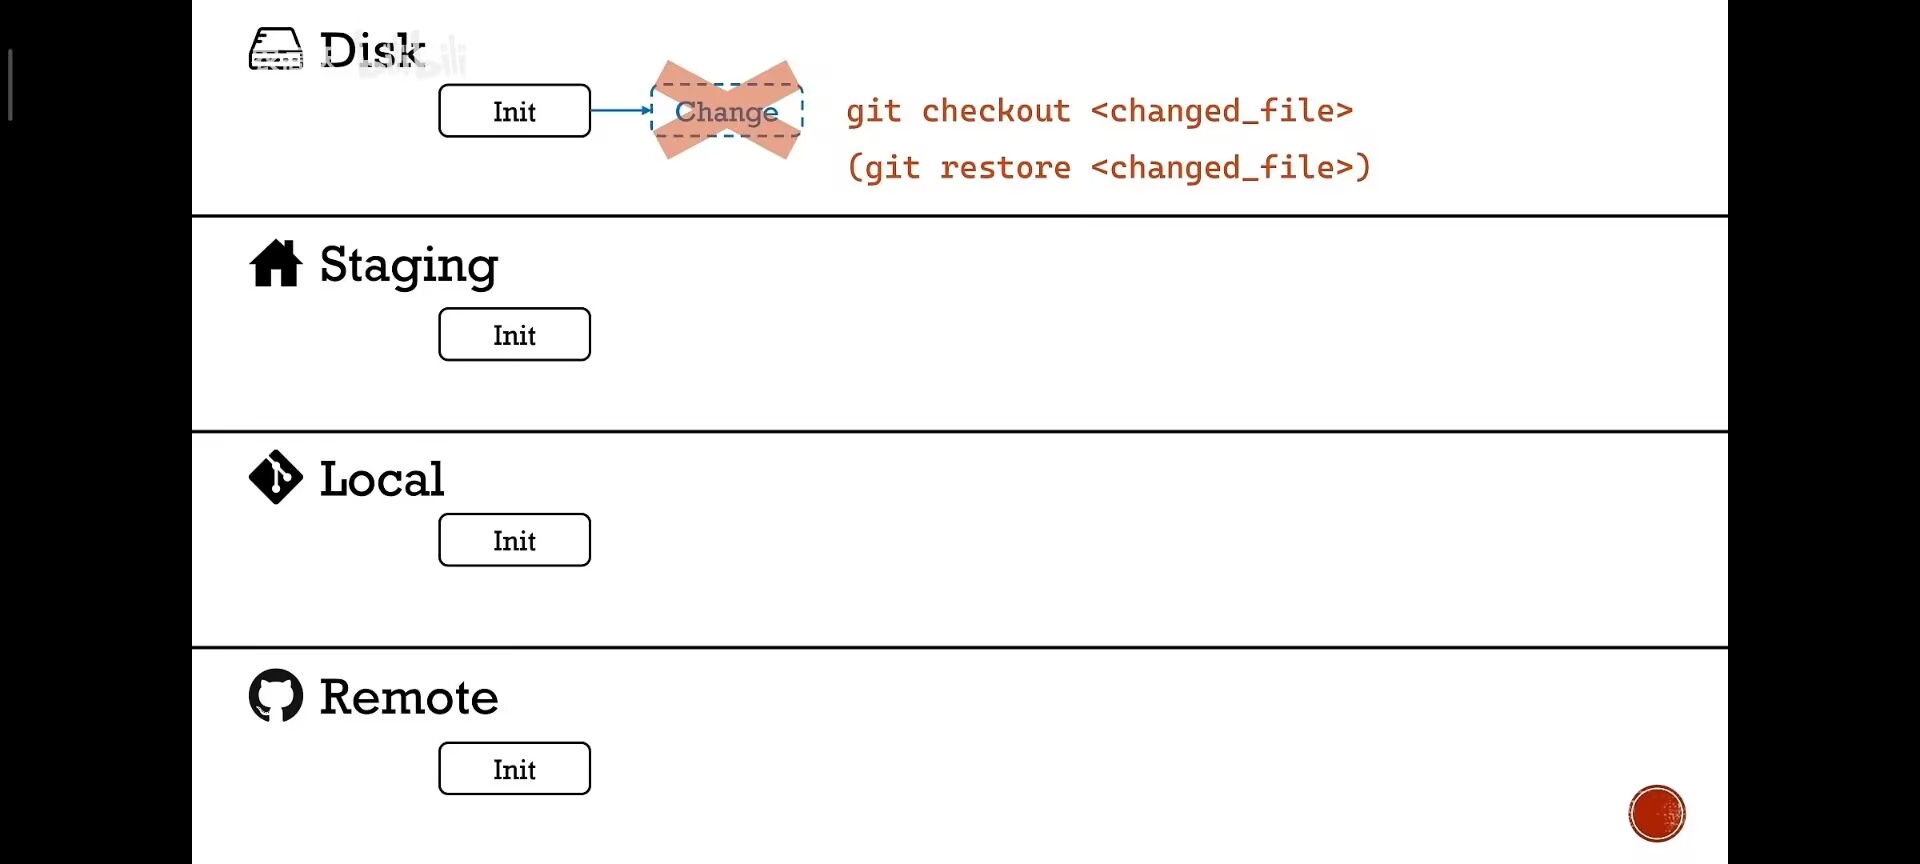 Disk
Init
Change
git checkout <changed_file>
(git restore <changed_file>)
Staging
Init
Local
Init
Remote
Init